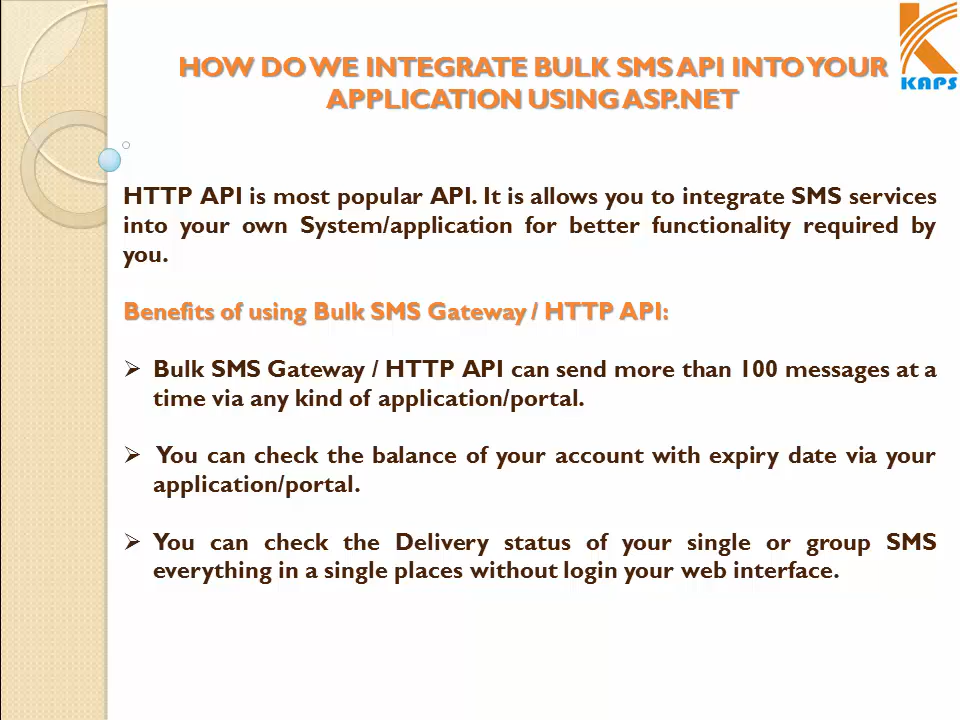 HOW DO WE INTEGRATE BULK SMS API INTO YOUR
APPLICATION USING ASP.NET
KAPS
HTTP API is most popular API. It is allows you to integrate SMS services
into your own System/application for better functionality required by
you.
Benefits of using Bulk SMS Gateway / HTTP API:
➢ Bulk SMS Gateway / HTTP API can send more than 100 messages at a
time via any kind of application/portal.
➢ You can check the balance of your account with expiry date via your
application/portal.
➢ You can check the Delivery status of your single or group SMS
everything in a single places without login your web interface.